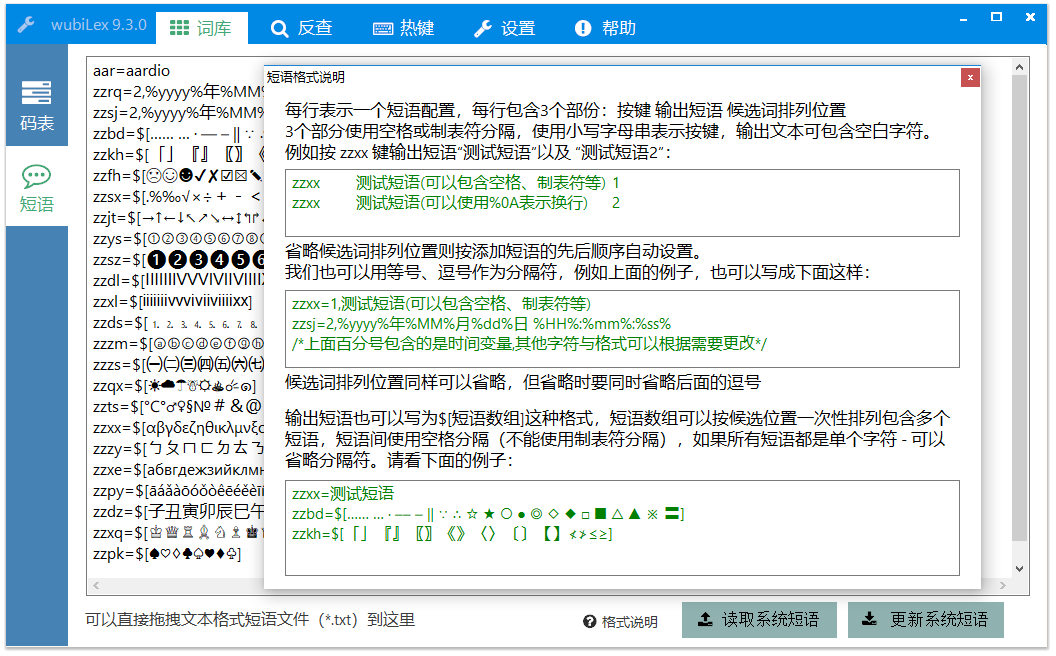 wubiLex 9.3.0
词库
反查
热键
设置
帮助
码表
短语
aar=aardio
zzrq=2,%yyyy%年%MM%
zzsj=2,%yyyy%年%MM%
zzbd=$[…… … · — – ‖ ∵ ∴
zzkh=$[「」 『』 〖〗 《
zzfh=$[☹☺☻✓✗☑☒✎
zzsx=$[.%‰√×÷﹢﹣<
zzjt=$[→↑←↓↖↗↘↔↕↰↱
zzys=$[①②③④⑤⑥⑦⑧
zzsz=$[❶❷❸❹❺❻
zzdl=$[ⅠⅡⅢⅣⅤⅥⅦⅧⅨ
zzxl=$[ⅰⅱⅲⅳⅴⅵⅶⅷⅸⅹ]
zzds=$[⒈⒉⒊⒋⒌⒍⒎⒏
zzzm=$[ⓐⓑⓒⓓⓔⓕⓖⓗ
zzzs=$[㈠㈡㈢㈣㈤㈥㈦
zzqx=$[
zzts=$[℃°♂♀§№＃＆@
zzxx=$[αβγδεζηθικλμνξο
zzzy=$[ㄅㄆㄇㄈㄉㄊㄋ
zzxe=$[абвгдежзийклмн
zzpy=$[āáǎàōóǒòêēéěèī
zzdz=$[子丑寅卯辰巳午
zzxq=$[♔♕♖♗♘♙♚
zzpk=$[♠♡◊♣♤♥♦♧]
短语格式说明
x
每行表示一个短语配置，每行包含3个部份：按键 输出短语 候选词排列位置
3个部分使用空格或制表符分隔，使用小写字母串表示按键，输出文本可包含空白字符。
例如按 zzxx 键输出短语“测试短语”以及 “测试短语2”：
zzxx 测试短语(可以包含空格、制表符等) 1
zzxx 测试短语(可以使用%0A表示换行) 2
省略候选词排列位置则按添加短语的先后顺序自动设置。
我们也可以用等号、逗号作为分隔符，例如上面的例子，也可以写成下面这样：
zzxx=1,测试短语(可以包含空格、制表符等)
zzsj=2,%yyyy%年%MM%月%dd%日 %HH%:%mm%:%ss%
/*上面百分号包含的是时间变量,其他字符与格式可以根据需要更改*/
候选词排列位置同样可以省略，但省略时要同时省略后面的逗号
输出短语也可以写为$[短语数组]这种格式，短语数组可以按候选位置一次性排列包含多个
短语，短语间使用空格分隔（不能使用制表符分隔），如果所有短语都是单个字符 - 可以
省略分隔符。请看下面的例子：
zzxx=测试短语
zzbd=$[…… … · — – ‖ ∵ ∴ ☆ ★ ○ ● ◎ ◇ ◆ □ ■ △ ▲ ※ 〓]
zzkh=$[「」 『』 〖〗 《》 〈〉 〔〕 【】≮≯≤≥]
可以直接拖拽文本格式短语文件（*.txt）到这里
格式说明
读取系统短语
更新系统短语